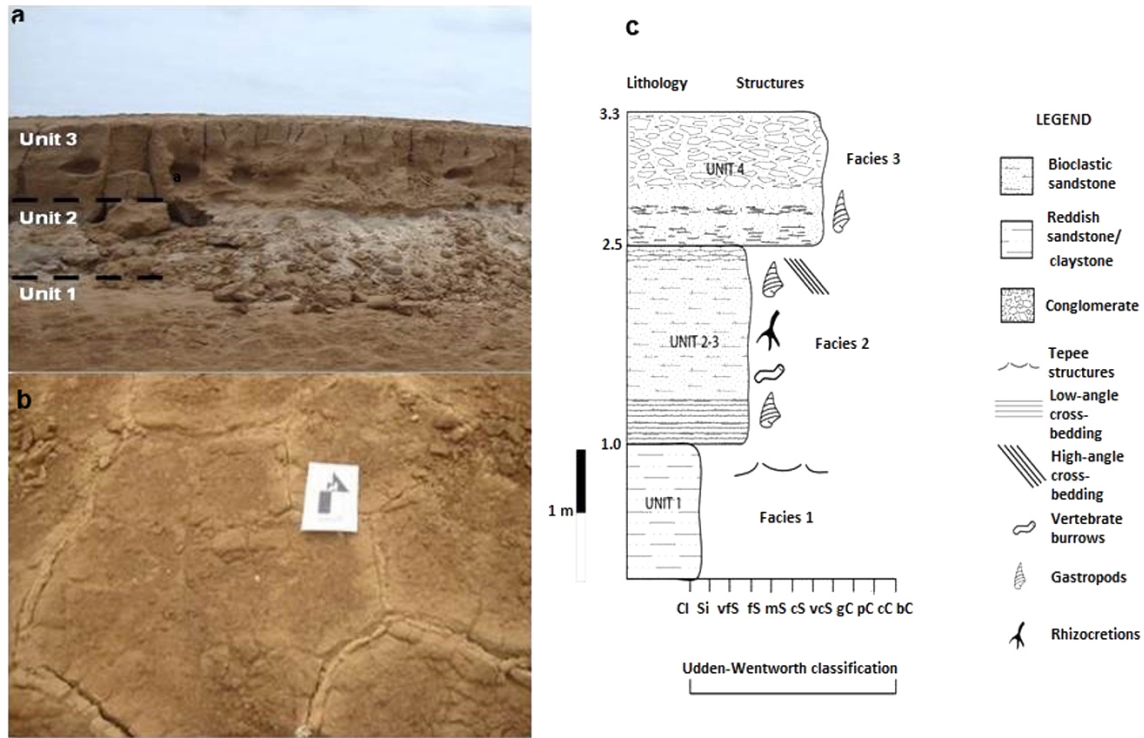 a
Unit 3
a
Unit 2
Unit 1
b
c
Lithology Structures
3.3
UNIT 4
Facies 3
2.5
UNIT 2-3
Facies 2
1.0
UNIT 1
Facies 1
1 m
Cl Si vfS fS mS cS vcS gC pC cC bC
Udden-Wentworth classification
LEGEND
Bioclastic
sandstone
Reddish
sandstone/
claystone
Conglomerate
Tepee
structures
Low-angle
cross-
bedding
High-angle
cross-
bedding
Vertebrate
burrows
Gastropods
Rhizocretions